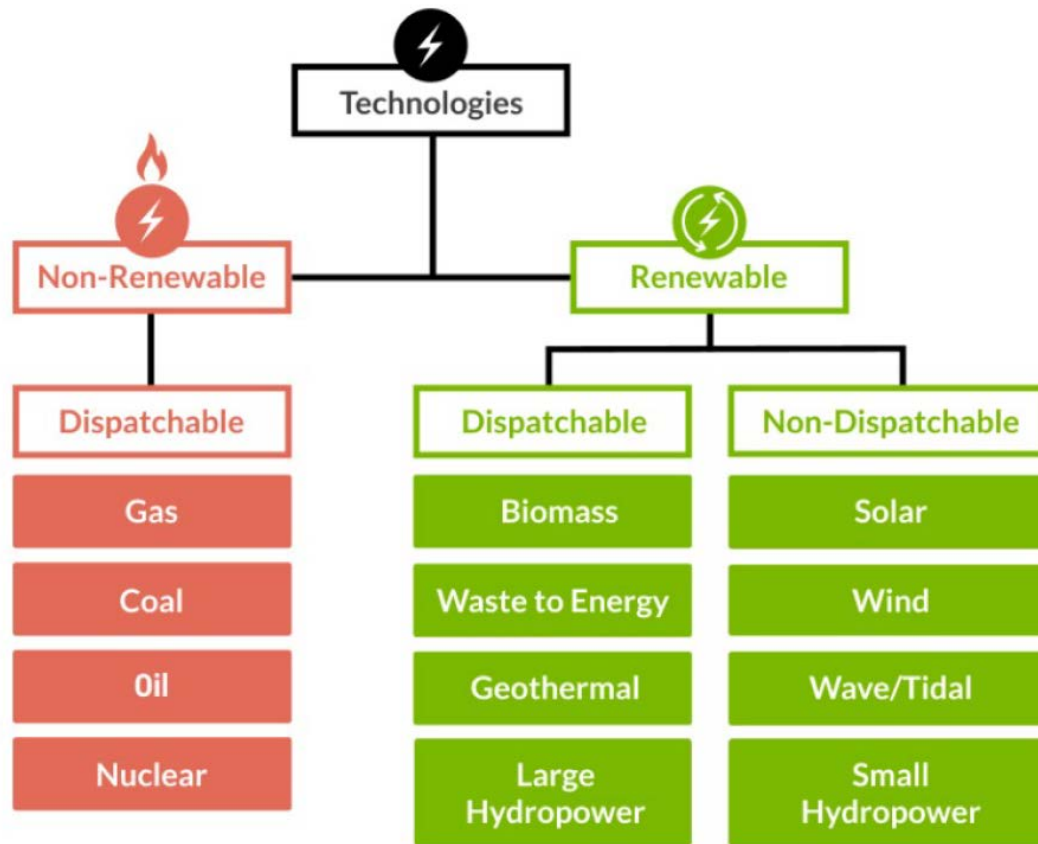 Technologies
Non-Renewable
Renewable
Dispatchable
Gas
Coal
0il
Nuclear
Dispatchable
Biomass
Waste to Energy
Geothermal
Large
Hydropower
Non-Dispatchable
Solar
Wind
Wave/Tidal
Small
Hydropower